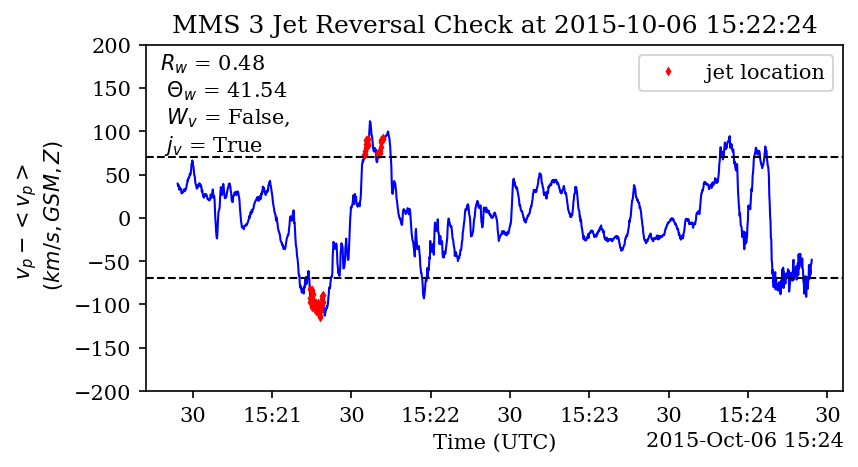 MMS 3 Jet Reversal Check at 2015-10-06 15:22:24
R_w = 0.48
Θ_w = 41.54
W_v = False,
j_v = True
jet location
200
150
100
50
0
−50
−100
−150
−200
v_p − < v_p >
(km/s, GSM, Z)
30 15:21 30 15:22 30 15:23 30 15:24 30
Time (UTC)
2015-Oct-06 15:24